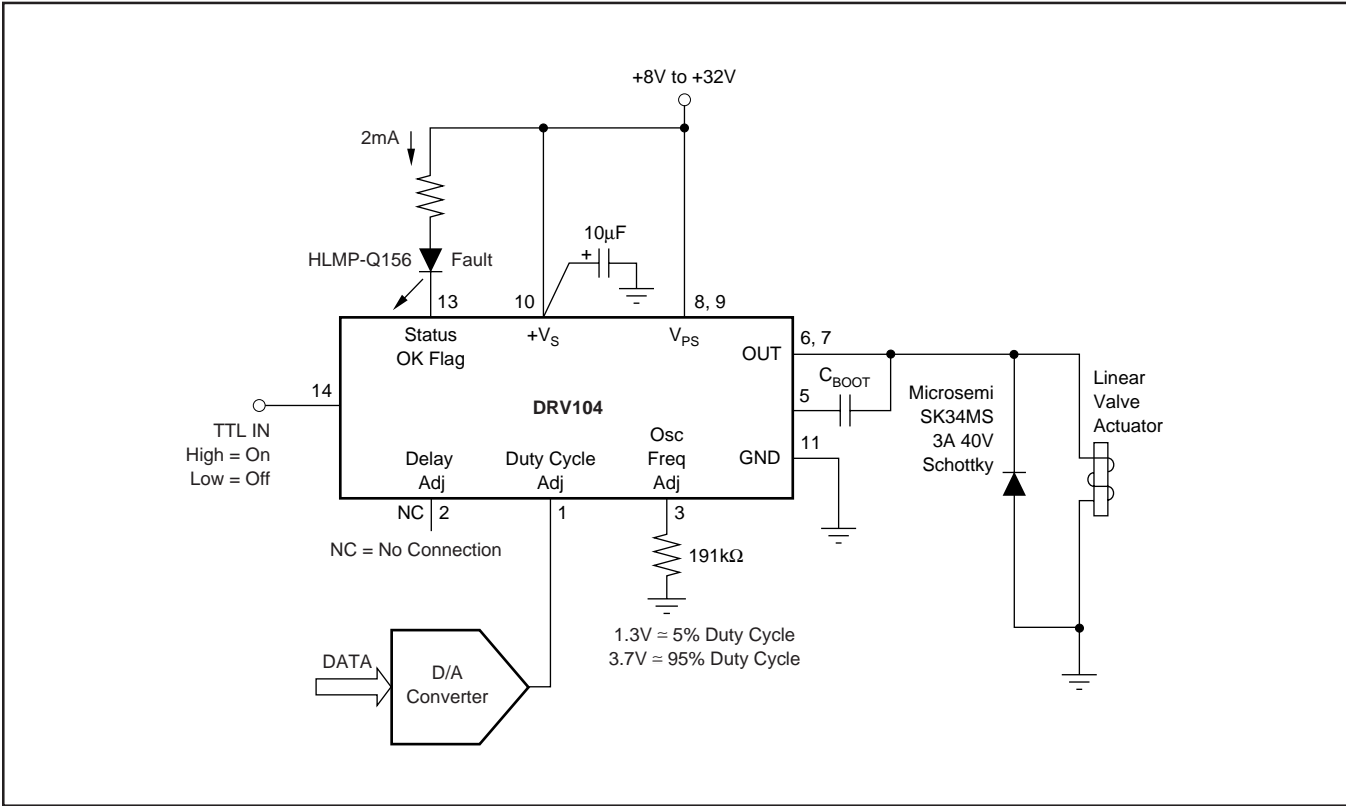 +8V to +32V
2mA
10μF
+
HLMP-Q156
Fault
13
10
8, 9
Status
OK Flag
+VS
VPS
6, 7
OUT
CBOOT
5
14
TTL IN
High = On
Low = Off
DRV104
Microsemi
SK34MS
3A 40V
Schottky
Linear
Valve
Actuator
Delay
Adj
Duty Cycle
Adj
Osc
Freq
Adj
GND
11
NC
2
1
3
NC = No Connection
191kΩ
1.3V ≃ 5% Duty Cycle
3.7V ≃ 95% Duty Cycle
DATA
D/A
Converter